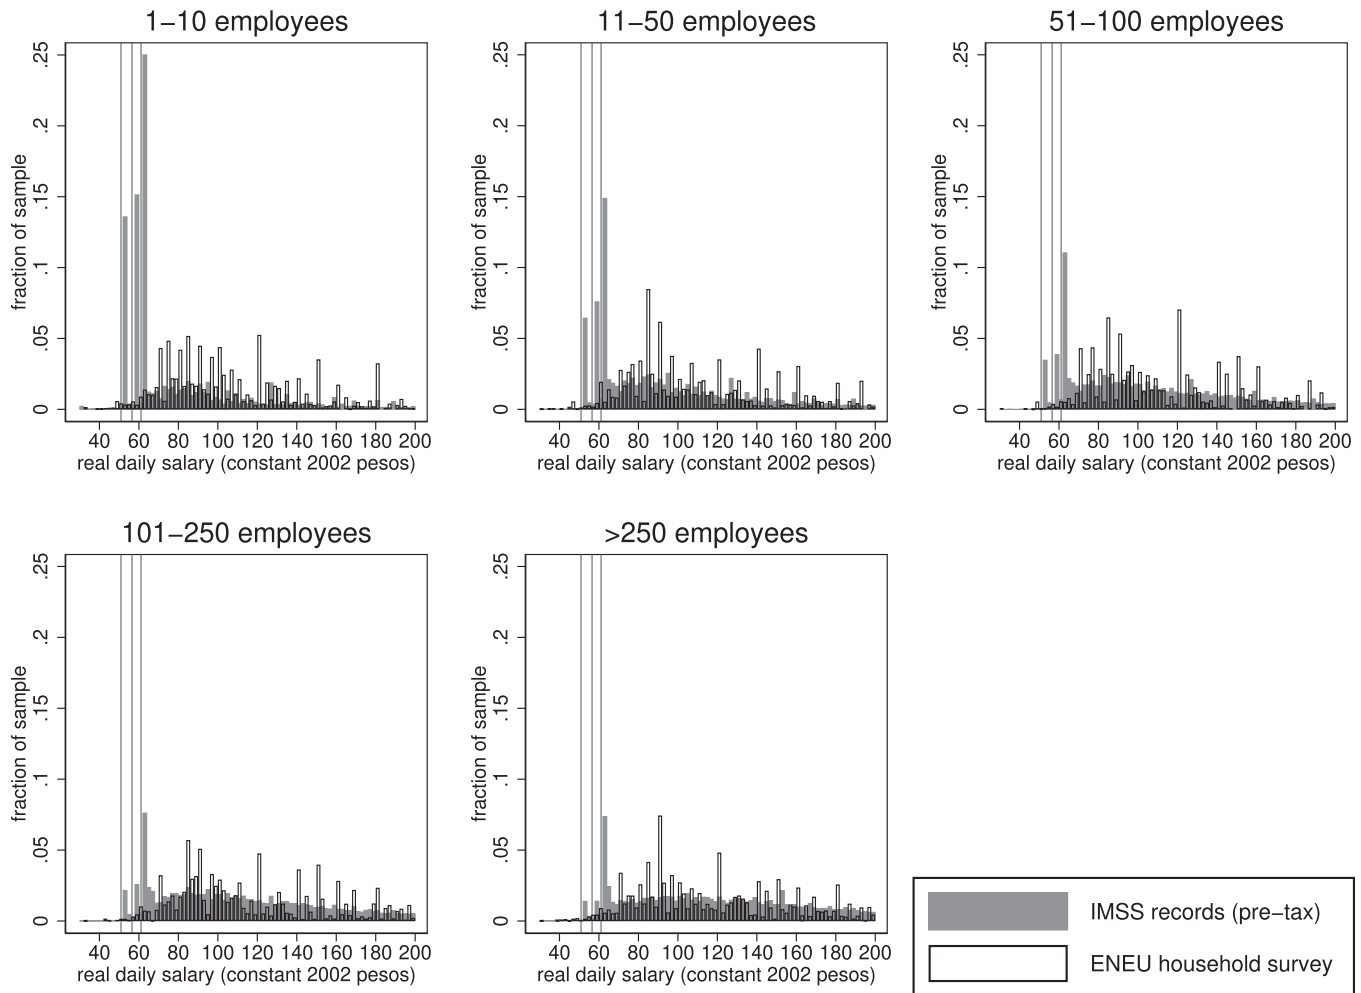 1−10 employees
fraction of sample
0 .05 .1 .15 .2 .25
40 60 80 100 120 140 160 180 200
real daily salary (constant 2002 pesos)
11−50 employees
fraction of sample
0 .05 .1 .15 .2 .25
40 60 80 100 120 140 160 180 200
real daily salary (constant 2002 pesos)
51−100 employees
fraction of sample
0 .05 .1 .15 .2 .25
40 60 80 100 120 140 160 180 200
real daily salary (constant 2002 pesos)
101−250 employees
fraction of sample
0 .05 .1 .15 .2 .25
40 60 80 100 120 140 160 180 200
real daily salary (constant 2002 pesos)
>250 employees
fraction of sample
0 .05 .1 .15 .2 .25
40 60 80 100 120 140 160 180 200
real daily salary (constant 2002 pesos)
IMSS records (pre−tax)
ENEU household survey